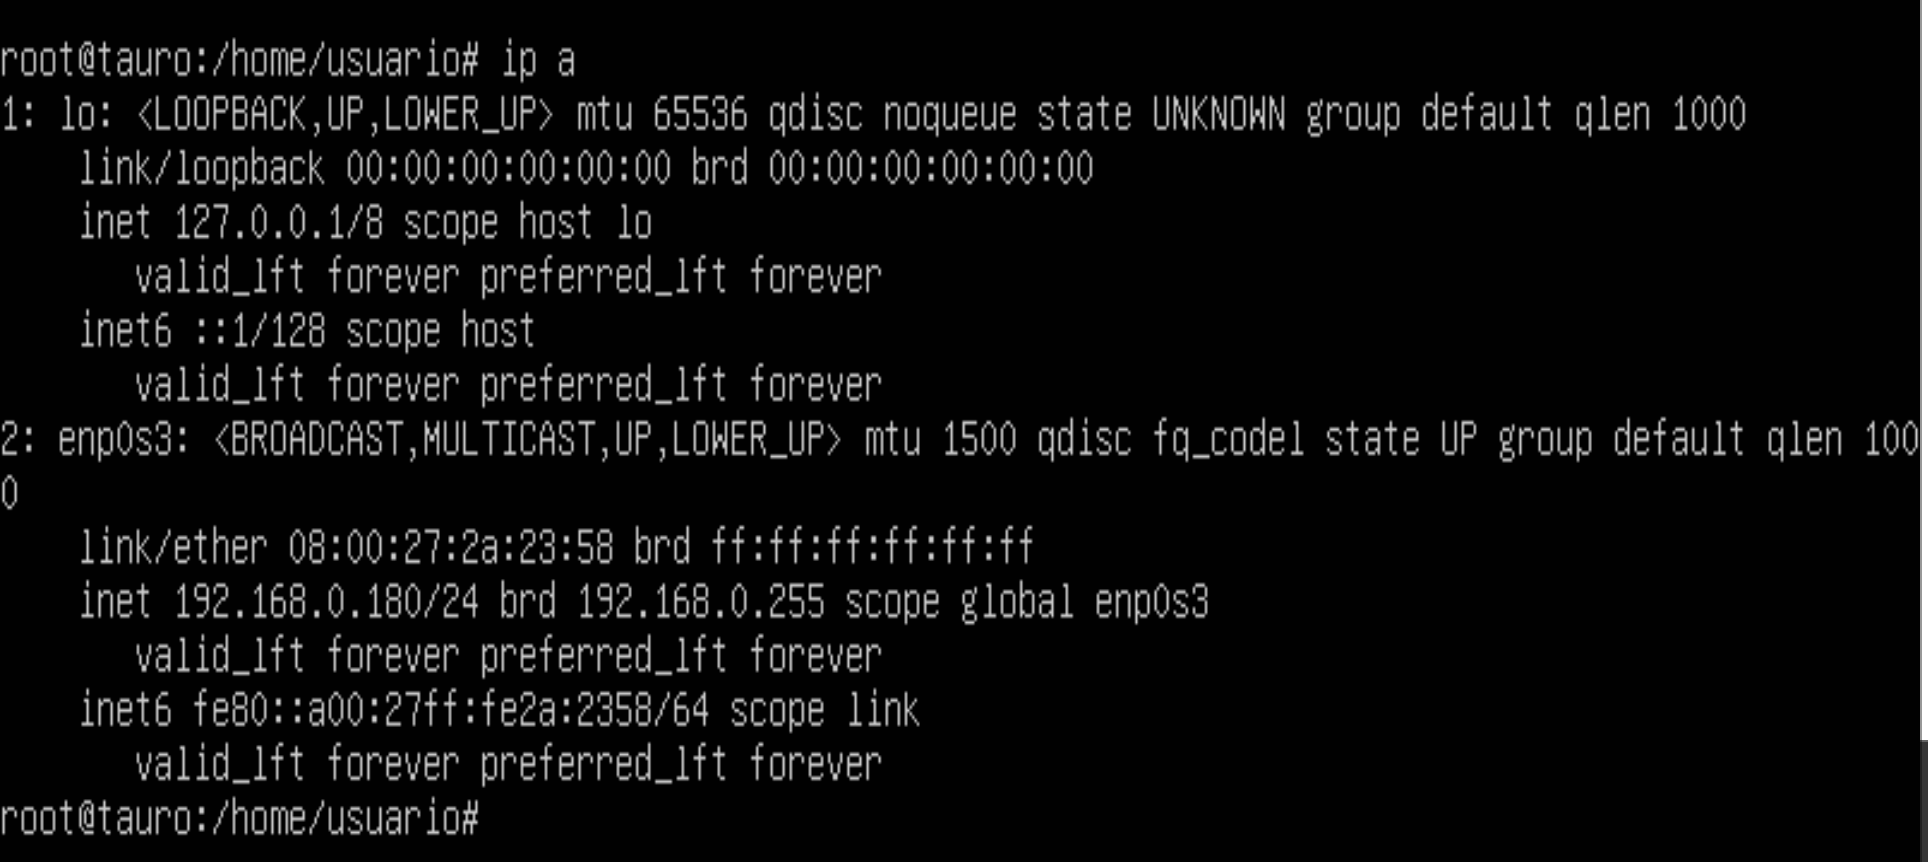 root@tauro:/home/usuario# ip a
1: lo: <LOOPBACK,UP,LOWER_UP> mtu 65536 qdisc noqueue state UNKNOWN group default qlen 1000
    link/loopback 00:00:00:00:00:00 brd 00:00:00:00:00:00
    inet 127.0.0.1/8 scope host lo
       valid_lft forever preferred_lft forever
    inet6 ::1/128 scope host
       valid_lft forever preferred_lft forever
2: enp0s3: <BROADCAST,MULTICAST,UP,LOWER_UP> mtu 1500 qdisc fq_codel state UP group default qlen 100
0
    link/ether 08:00:27:2a:23:58 brd ff:ff:ff:ff:ff:ff
    inet 192.168.0.180/24 brd 192.168.0.255 scope global enp0s3
       valid_lft forever preferred_lft forever
    inet6 fe80::a00:27ff:fe2a:2358/64 scope link
       valid_lft forever preferred_lft forever
root@tauro:/home/usuario#